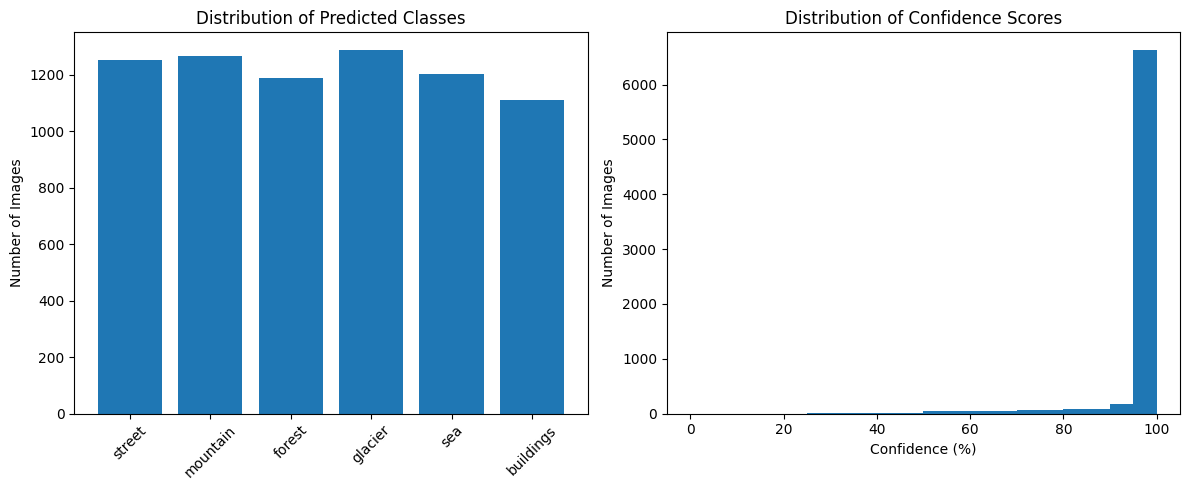 Distribution of Predicted Classes
Number of Images
1200
1000
800
600
400
200
0
street
mountain
forest
glacier
sea
buildings
Distribution of Confidence Scores
Number of Images
6000
5000
4000
3000
2000
1000
0
0
20
40
60
80
100
Confidence (%)